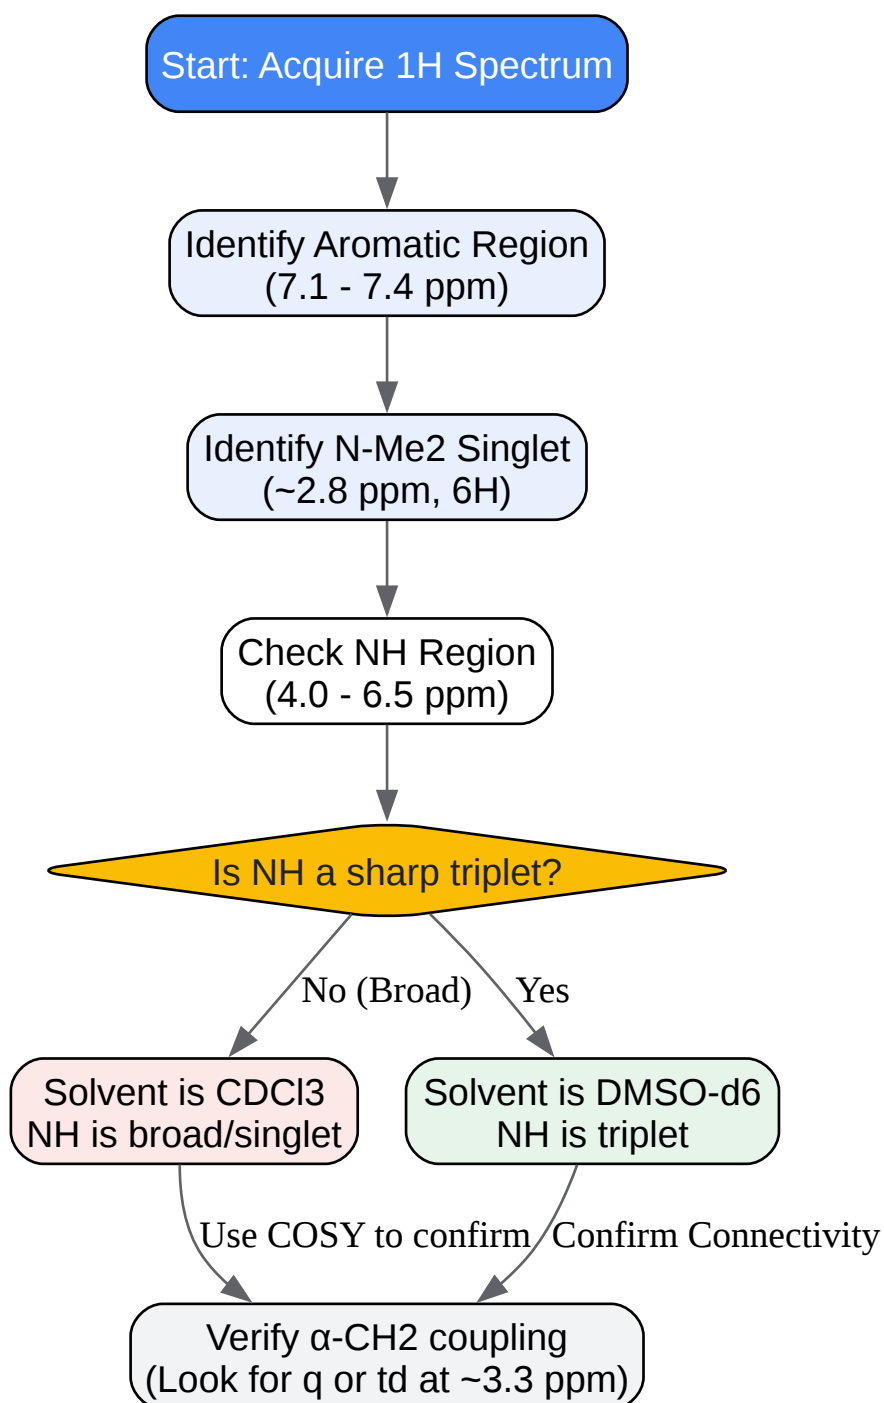 Start: Acquire 1H Spectrum
Identify Aromatic Region
(7.1 - 7.4 ppm)
Identify N-Me2 Singlet
(~2.8 ppm, 6H)
Check NH Region
(4.0 - 6.5 ppm)
Is NH a sharp triplet?
No (Broad)
Yes
Solvent is CDCl3
NH is broad/singlet
Solvent is DMSO-d6
NH is triplet
Use COSY to confirm
Confirm Connectivity
Verify α-CH2 coupling
(Look for q or td at ~3.3 ppm)